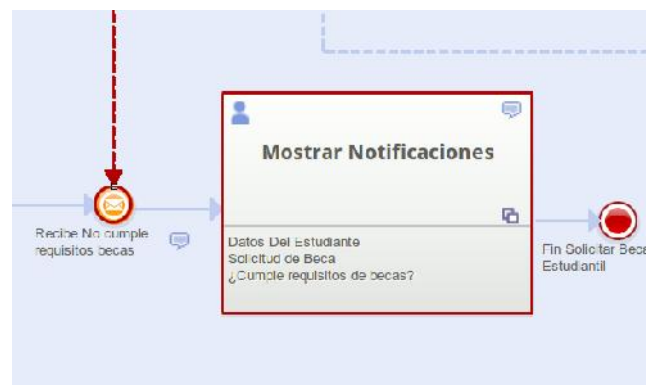 Mostrar Notificaciones
Recibe No cumple
requisitos becas
Datos Del Estudiante
Solicitud de Beca
¿Cumple requisitos de becas?
Fin Solicitar Beca
Estudiantil